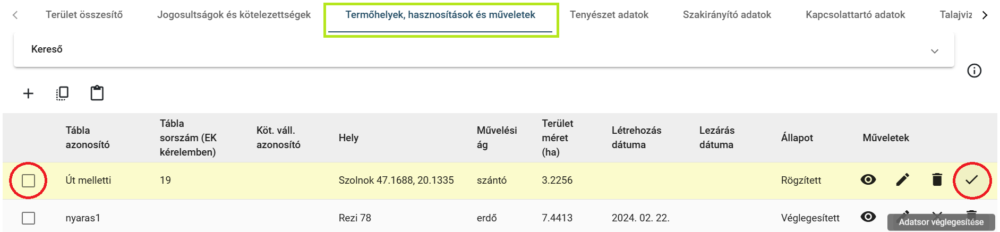 Terület összesítő Jogosultságok és kötelezettségek Termőhelyek, hasznosítások és műveletek Tenyészet adatok Szakirányító adatok Kapcsolattartó adatok Talajviz
Kereső
Tábla azonosító
Tábla sorszám (EK kérelemben)
Köt. váll. azonosító
Hely
Művelési ág
Terület méret (ha)
Létrehozás dátuma
Lezárás dátuma
Állapot
Műveletek
Út melletti 19 Szolnok 47.1688, 20.1335 szántó 3.2256 Rögzített
nyaras1 Rezi 78 erdő 7.4413 2024. 02. 22. Véglegesített
Adatsor véglegesítése